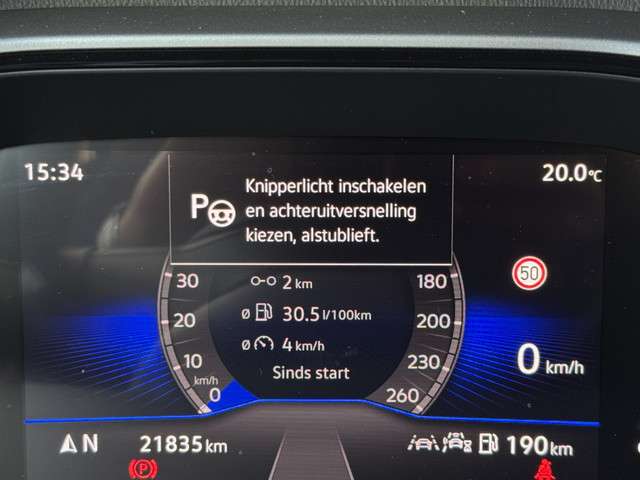 15:34
20.0°C
P Knipperlicht inschakelen
en achteruitversnelling
kiezen, alstublieft.
50
30
20
10
km/h
0
2 km
Ø 30.5 l/100km
Ø 4 km/h
Sinds start
180
200
230
260
0 km/h
N 21835 km
190 km
P